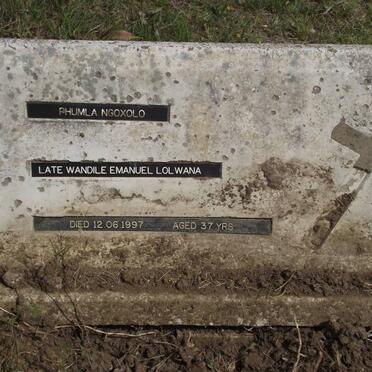 PHUMLA NGOXOLO
LATE WANDILE EMANUEL LOLWANA
DIED 12.06.1997 AGED 37 YRS